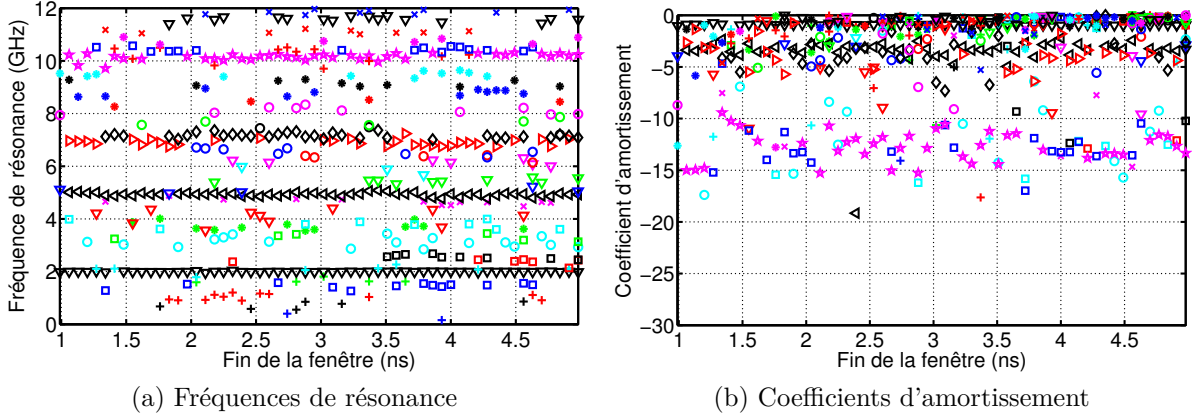 12
10
8
6
4
2
0
Fréquence de résonance (GHz)
1 1.5 2 2.5 3 3.5 4 4.5
Fin de la fenêtre (ns)
(a) Fréquences de résonance
0
−5
−10
−15
−20
−25
−30
Coefficient d'amortissement
1 1.5 2 2.5 3 3.5 4 4.5
Fin de la fenêtre (ns)
(b) Coefficients d'amortissement